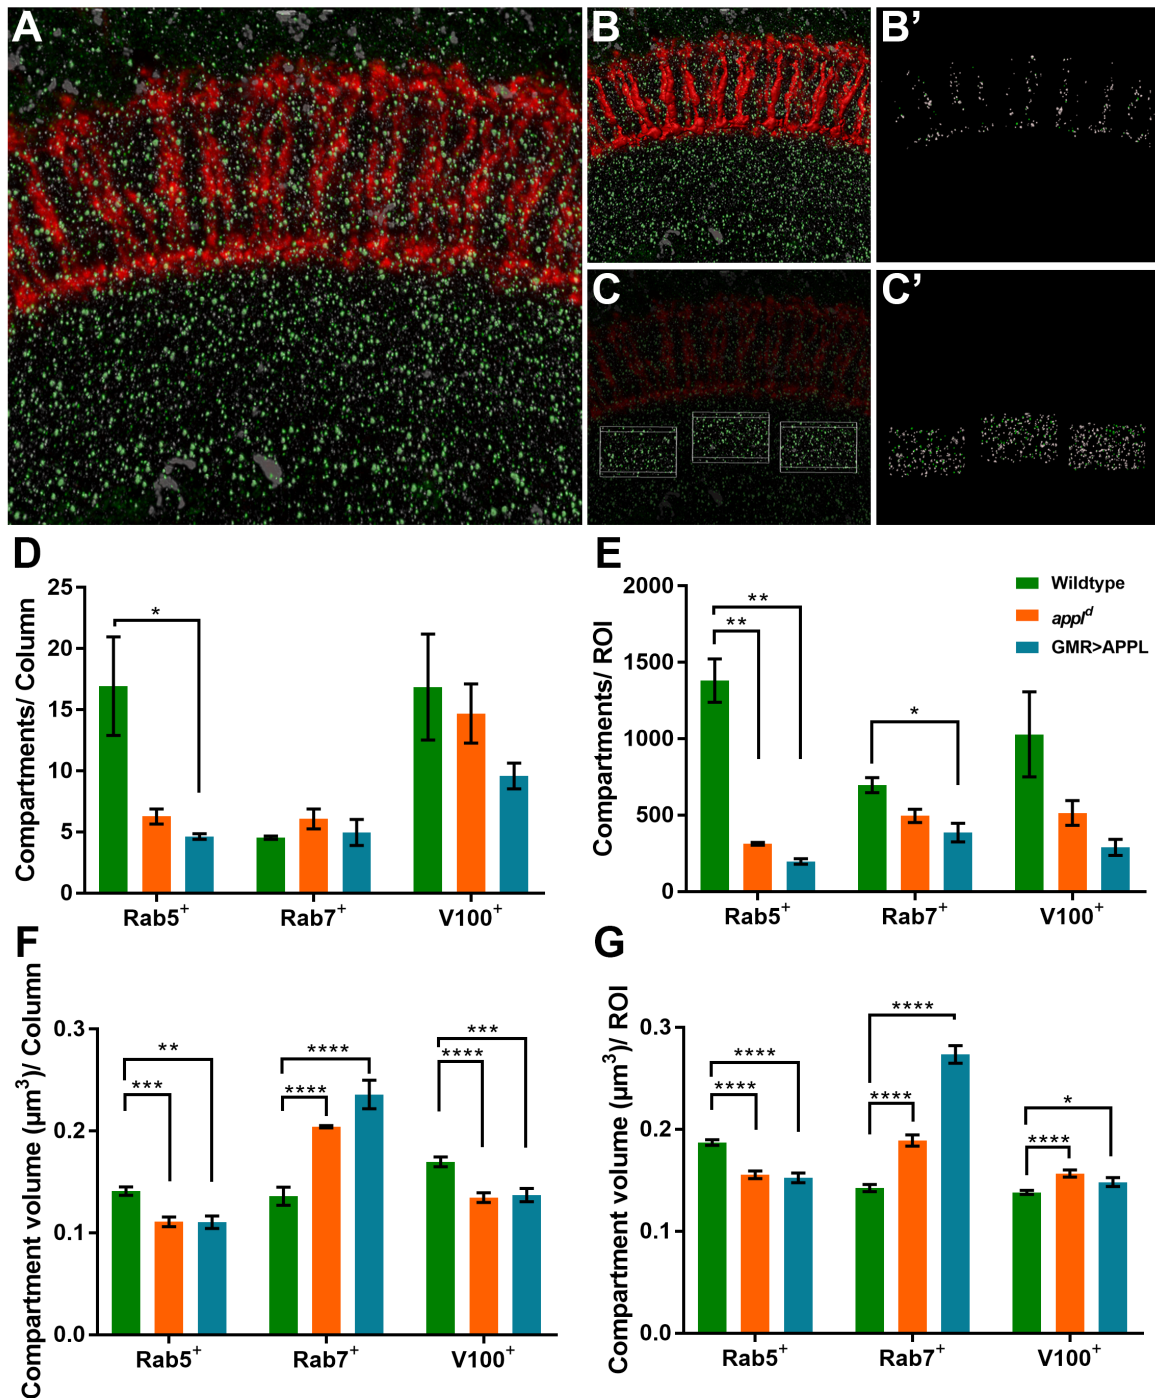 A
B
B’
C
C’
D
Compartments/ Column
25
20
15
10
5
0
*
Rab5+
Rab7+
V100+
E
Compartments/ ROI
2000
1500
1000
500
0
**
**
*
Wildtype
appld
GMR>APPL
Rab5+
Rab7+
V100+
F
Compartment volume (µm3)/ Column
0.3
0.2
0.1
0.0
**
***
****
****
***
****
Rab5+
Rab7+
V100+
G
Compartment volume (µm3)/ ROI
0.3
0.2
0.1
0.0
****
****
****
****
*
****
Rab5+
Rab7+
V100+